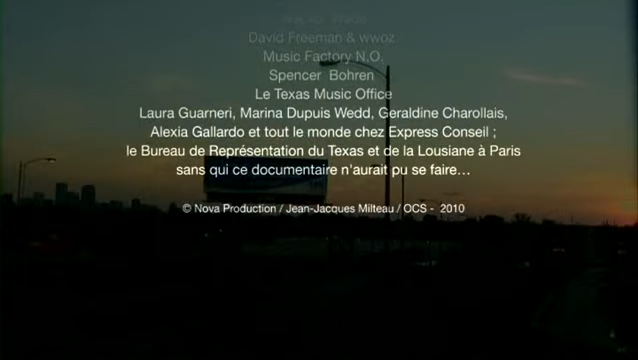 David Freeman & wwoz
Music Factory N.O.
Spencer Bohren
Le Texas Music Office
Laura Guarneri, Marina Dupuis Wedd, Geraldine Charollais,
Alexia Gallardo et tout le monde chez Express Conseil ;
le Bureau de Représentation du Texas et de la Lousiane à Paris
sans qui ce documentaire n'aurait pu se faire...
© Nova Production / Jean-Jacques Milteau / OCS - 2010